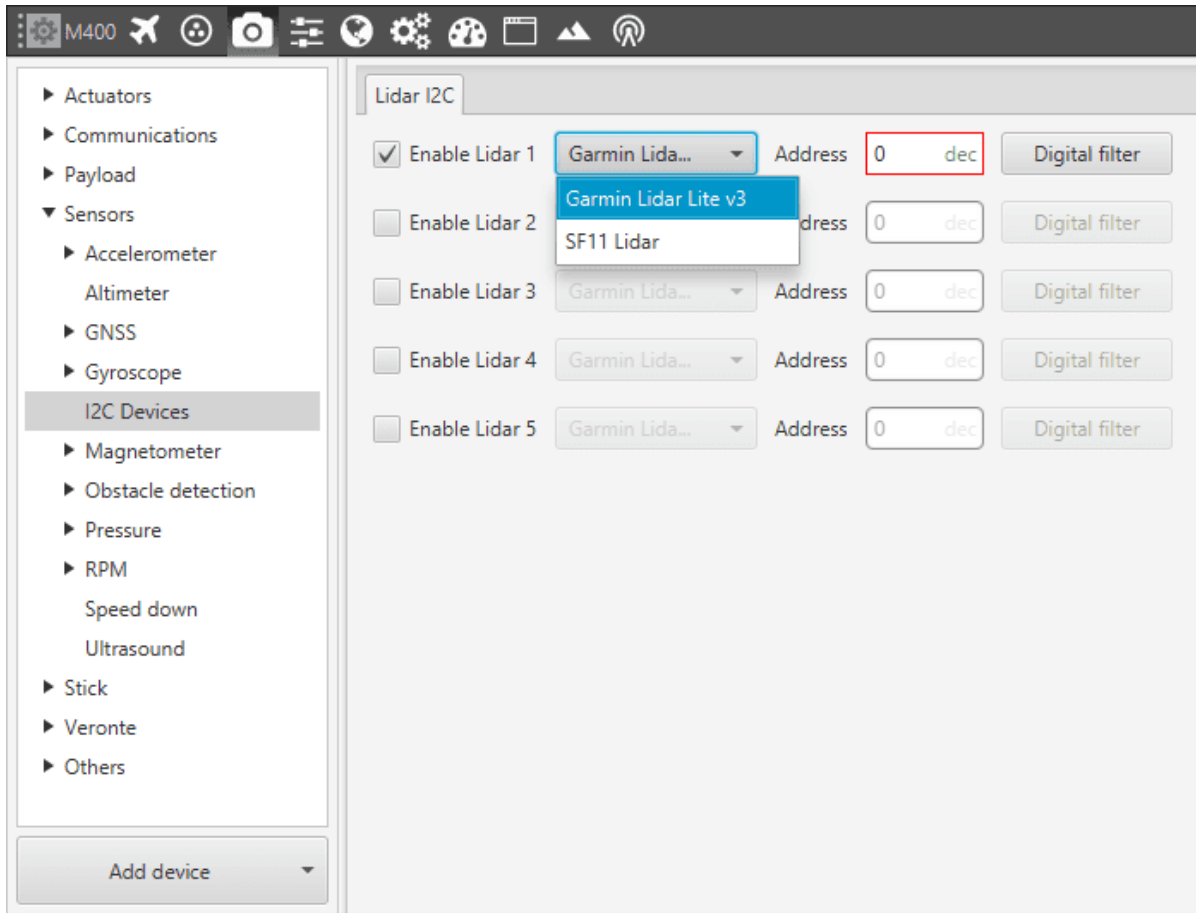 M400
Actuators
Communications
Payload
Sensors
Accelerometer
Altimeter
GNSS
Gyroscope
I2C Devices
Magnetometer
Obstacle detection
Pressure
RPM
Speed down
Ultrasound
Stick
Veronte
Others
Add device
Lidar I2C
Enable Lidar 1 Garmin Lida... Address 0 dec Digital filter
Garmin Lidar Lite v3
SF11 Lidar
Enable Lidar 2 dress 0 dec Digital filter
Enable Lidar 3 Garmin Lida... Address 0 dec Digital filter
Enable Lidar 4 Garmin Lida... Address 0 dec Digital filter
Enable Lidar 5 Garmin Lida... Address 0 dec Digital filter